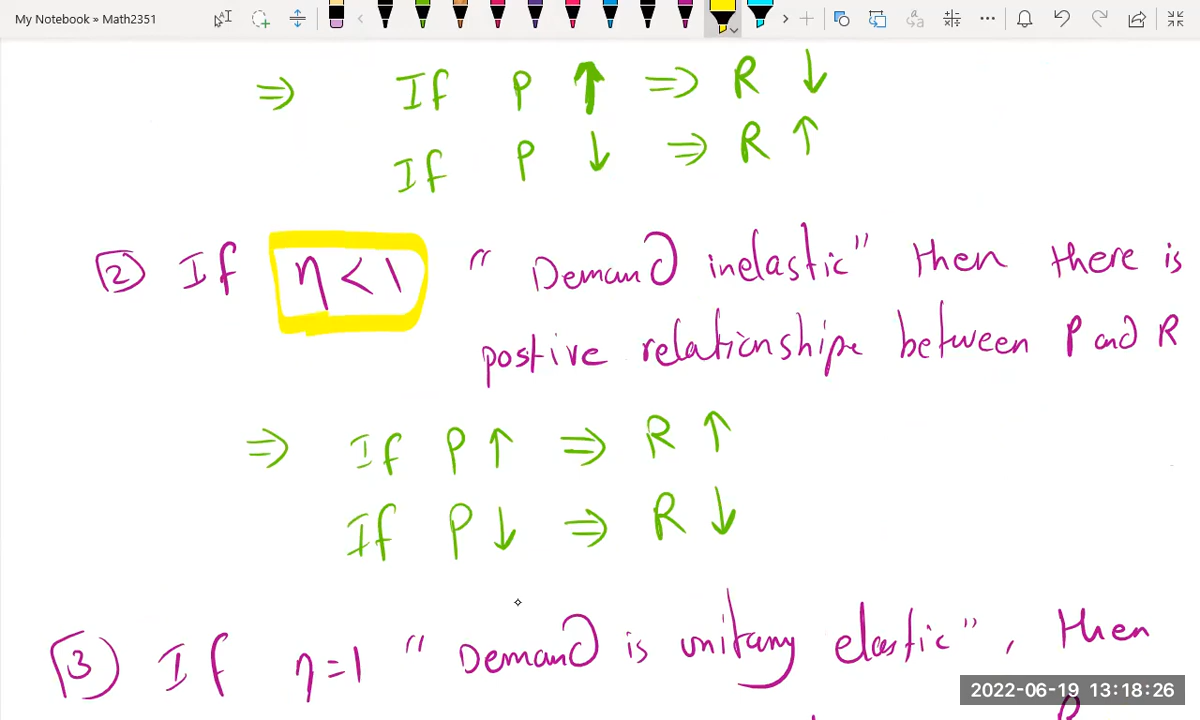 My Notebook » Math2351
⇒ If P ↑ ⇒ R ↓
If P ↓ ⇒ R ↑
② If η < 1 “ Demand inelastic” then there is
postive relationshipe between P and R
⇒ If P ↑ ⇒ R ↑
If P ↓ ⇒ R ↓
③ If η = 1 “ Demand is unitary elastic” , then
2022-06-19 13:18:26